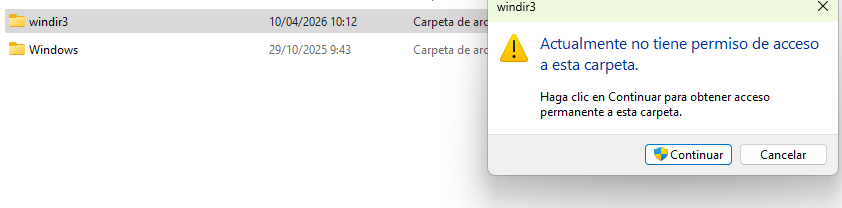 windir3
windir3 10/04/2026 10:12 Carpeta de arc
Windows 29/10/2025 9:43 Carpeta de arc
Actualmente no tiene permiso de acceso
a esta carpeta.
Haga clic en Continuar para obtener acceso
permanente a esta carpeta.
Continuar Cancelar